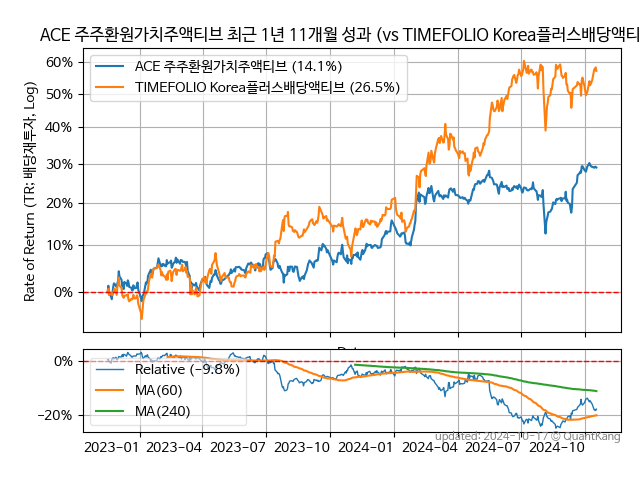 ACE 주주환원가치주액티브 최근 1년 11개월 성과 (vs TIMEFOLIO Korea플러스배당액티
Rate of Return (TR: 배당재투자, Log)
60%
50%
40%
30%
20%
10%
0%
ACE 주주환원가치주액티브 (14.1%)
TIMEFOLIO Korea플러스배당액티브 (26.5%)
0%
−20%
Relative (−9.8%)
MA(60)
MA(240)
updated: 2024-10-17 © QuantKang
2023−01 2023−04 2023−07 2023−10 2024−01 2024−04 2024−07 2024−10